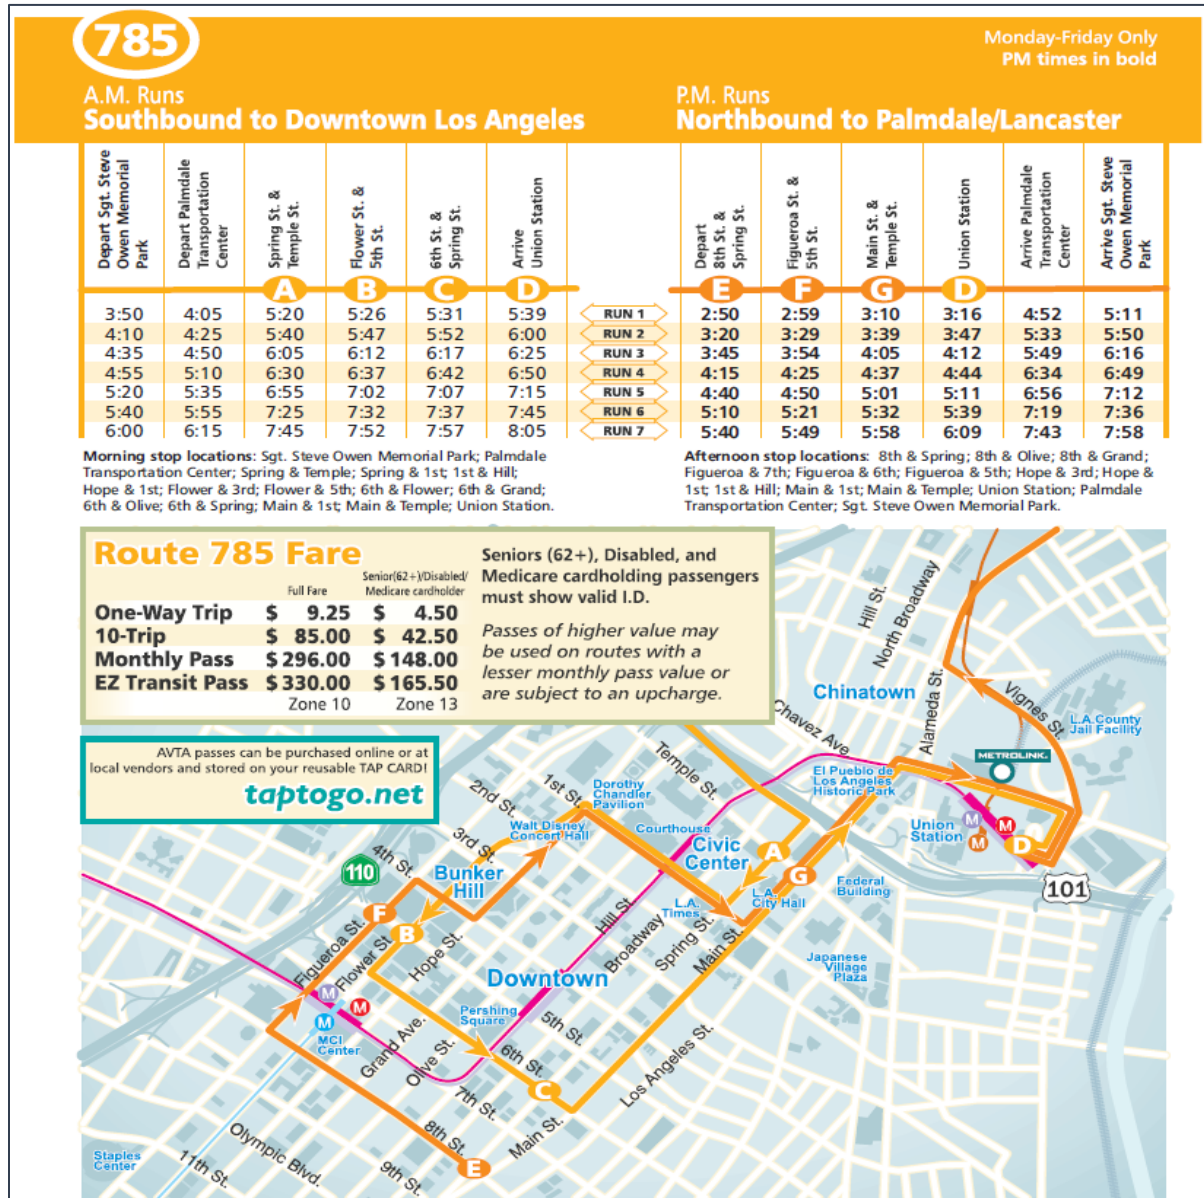 785
Monday-Friday Only
PM times in bold
A.M. Runs
Southbound to Downtown Los Angeles
P.M. Runs
Northbound to Palmdale/Lancaster
Depart Sgt. Steve
Owen Memorial
Park
Depart Palmdale
Transportation
Center
Spring St. &
Temple St.
Flower St. &
5th St.
6th St. &
Spring St.
Arrive
Union Station
Depart
8th St. &
Spring St.
Figueroa St. &
5th St.
Main St. &
Temple St.
Union Station
Arrive Palmdale
Transportation
Center
Arrive Sgt. Steve
Owen Memorial
Park
A B C D E F G D
3:50 4:05 5:20 5:26 5:31 5:39 RUN 1 2:50 2:59 3:10 3:16 4:52 5:11
4:10 4:25 5:40 5:47 5:52 6:00 RUN 2 3:20 3:29 3:39 3:47 5:33 5:50
4:35 4:50 6:05 6:12 6:17 6:25 RUN 3 3:45 3:54 4:05 4:12 5:49 6:16
4:55 5:10 6:30 6:37 6:42 6:50 RUN 4 4:15 4:25 4:37 4:44 6:34 6:49
5:20 5:35 6:55 7:02 7:07 7:15 RUN 5 4:40 4:50 5:01 5:11 6:56 7:12
5:40 5:55 7:25 7:32 7:37 7:45 RUN 6 5:10 5:21 5:32 5:39 7:19 7:36
6:00 6:15 7:45 7:52 7:57 8:05 RUN 7 5:40 5:49 5:58 6:09 7:43 7:58
Morning stop locations: Sgt. Steve Owen Memorial Park; Palmdale
Transportation Center; Spring & Temple; Spring & 1st; 1st & Hill;
Hope & 1st; Flower & 3rd; Flower & 5th; 6th & Flower; 6th & Grand;
6th & Olive; 6th & Spring; Main & 1st; Main & Temple; Union Station.
Afternoon stop locations: 8th & Spring; 8th & Olive; 8th & Grand;
Figueroa & 7th; Figueroa & 6th; Figueroa & 5th; Hope & 3rd; Hope &
1st; 1st & Hill; Main & 1st; Main & Temple; Union Station; Palmdale
Transportation Center; Sgt. Steve Owen Memorial Park.
Route 785 Fare
Full Fare
Senior(62+)/Disabled/
Medicare cardholder
One-Way Trip $ 9.25 $ 4.50
10-Trip $ 85.00 $ 42.50
Monthly Pass $296.00 $148.00
EZ Transit Pass $330.00 $165.50
Zone 10 Zone 13
Seniors (62+), Disabled, and
Medicare cardholding passengers
must show valid I.D.
Passes of higher value may
be used on routes with a
lesser monthly pass value or
are subject to an upcharge.
AVTA passes can be purchased online or at
local vendors and stored on your reusable TAP CARD!
taptogo.net
Hill St.
North Broadway
Chinatown
Alameda St.
Vignes St.
L.A.County
Jail Facility
Chavez Ave
METROLINK.
Temple St.
El Pueblo de
Los Angeles
Historic Park
Union
Station
M
M
M
D
101
2nd St.
1st St.
Dorothy
Chandler
Pavilion
Walt Disney
Concert Hall
Courthouse
Civic
Center
A
G
L.A.
City Hall
Federal
Building
3rd St.
4th St.
110
Bunker
Hill
F
B
L.A.
Times
Hill St.
Broadway
Spring St.
Main St.
Japanese
Village
Plaza
Figueroa St.
Flower St.
Hope St.
Downtown
M
M
M
MCI
Center
Pershing
Square
5th St.
6th St.
Grand Ave.
Olive St.
7th St.
C
Los Angeles St.
Main St.
8th St.
E
9th St.
Olympic Blvd.
11th St.
Staples
Center